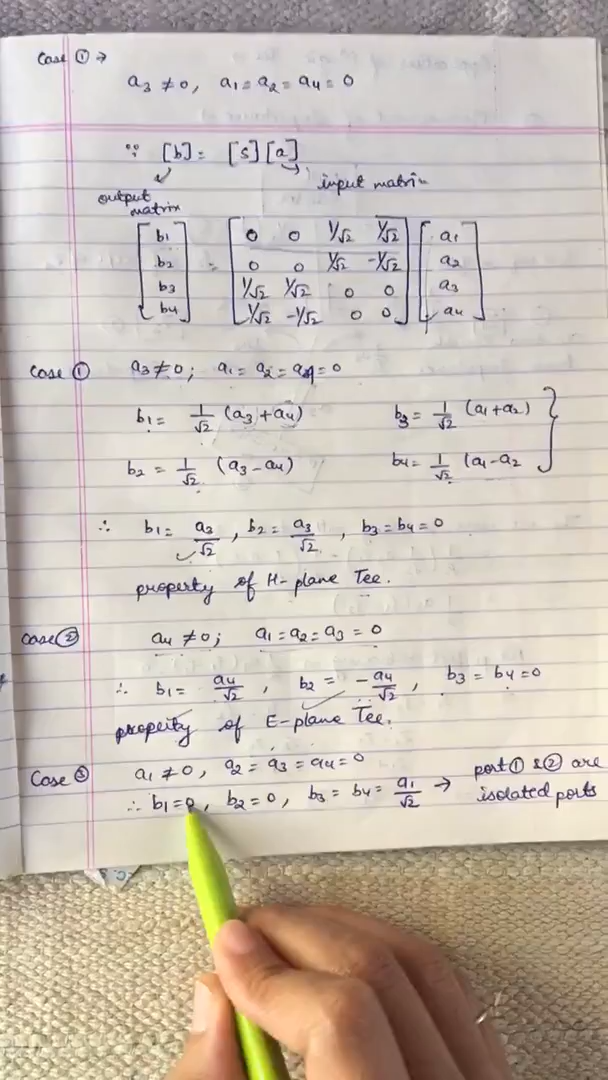 Case ① →
a₃ ≠ 0, a₁ = a₂ = a₄ = 0
∵ [b] = [s][a]
output matrix
input matrix
[b₁] = [0 0 1/√2 1/√2] [a₁]
[b₂] [0 0 1/√2 -1/√2] [a₂]
[b₃] [1/√2 1/√2 0 0] [a₃]
[b₄] [1/√2 -1/√2 0 0] [a₄]
Case ① a₃ ≠ 0; a₁ = a₂ = a₄ = 0
b₁ = 1/√2 (a₃ + a₄) b₃ = 1/√2 (a₁ + a₂)
b₂ = 1/√2 (a₃ - a₄) b₄ = 1/√2 (a₁ - a₂
∴ b₁ = a₃/√2, b₂ = a₃/√2, b₃ = b₄ = 0
property of H-plane Tee.
Case ② a₄ ≠ 0; a₁ = a₂ = a₃ = 0
∴ b₁ = a₄/√2, b₂ = -a₄/√2, b₃ = b₄ = 0
property of E-plane Tee.
Case ③ a₁ ≠ 0, a₂ = a₃ = a₄ = 0
∴ b₁ = 0, b₂ = 0, b₃ = b₄ = a₁/√2 → port ① & ② are
isolated ports